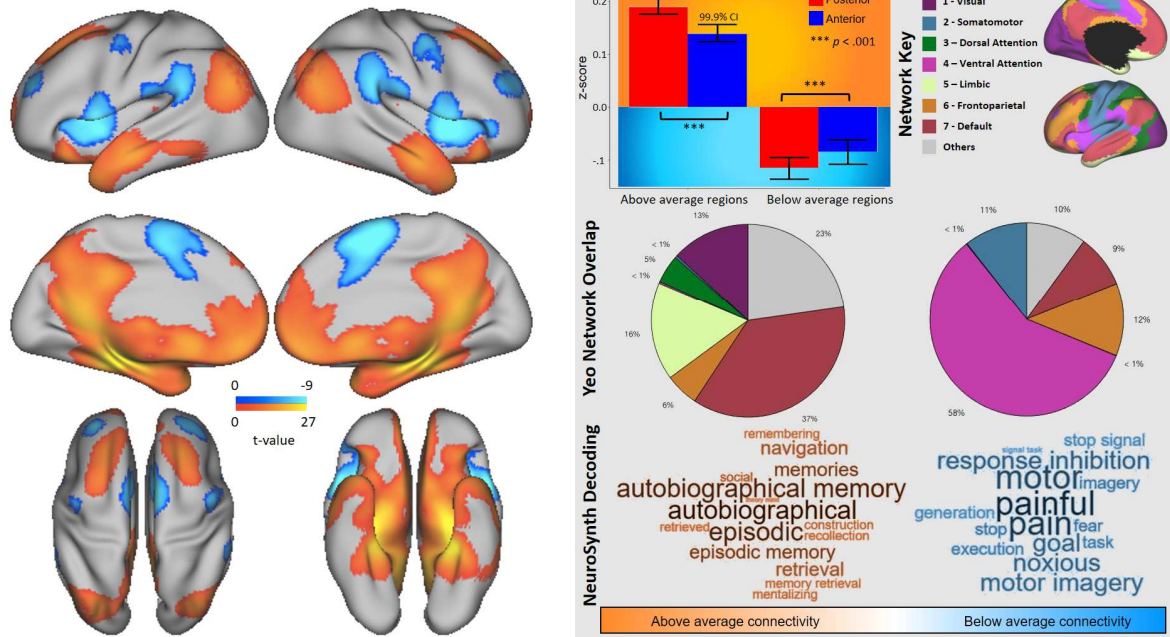 0 -9
0 27
t-value
0.2
0.1
0.0
-.1
z-score
99.9% CI
Posterior
Anterior
*** p < .001
***
***
Above average regions
Below average regions
Network Key
1 - Visual
2 - Somatomotor
3 – Dorsal Attention
4 – Ventral Attention
5 – Limbic
6 - Frontoparietal
7 - Default
Others
Yeo Network Overlap
13%
23%
< 1%
5%
< 1%
16%
6%
37%
< 1%
11%
10%
9%
12%
< 1%
58%
NeuroSynth Decoding
remembering
navigation
memories
social
autobiographical memory
autobiographical
retrieved
episodic
construction
recollection
episodic memory
retrieval
memory retrieval
mentalizing
stop signal
signal task
response inhibition
motor
imagery
painful
generation
stop
pain
fear
execution
goal
task
noxious
motor imagery
Above average connectivity
Below average connectivity